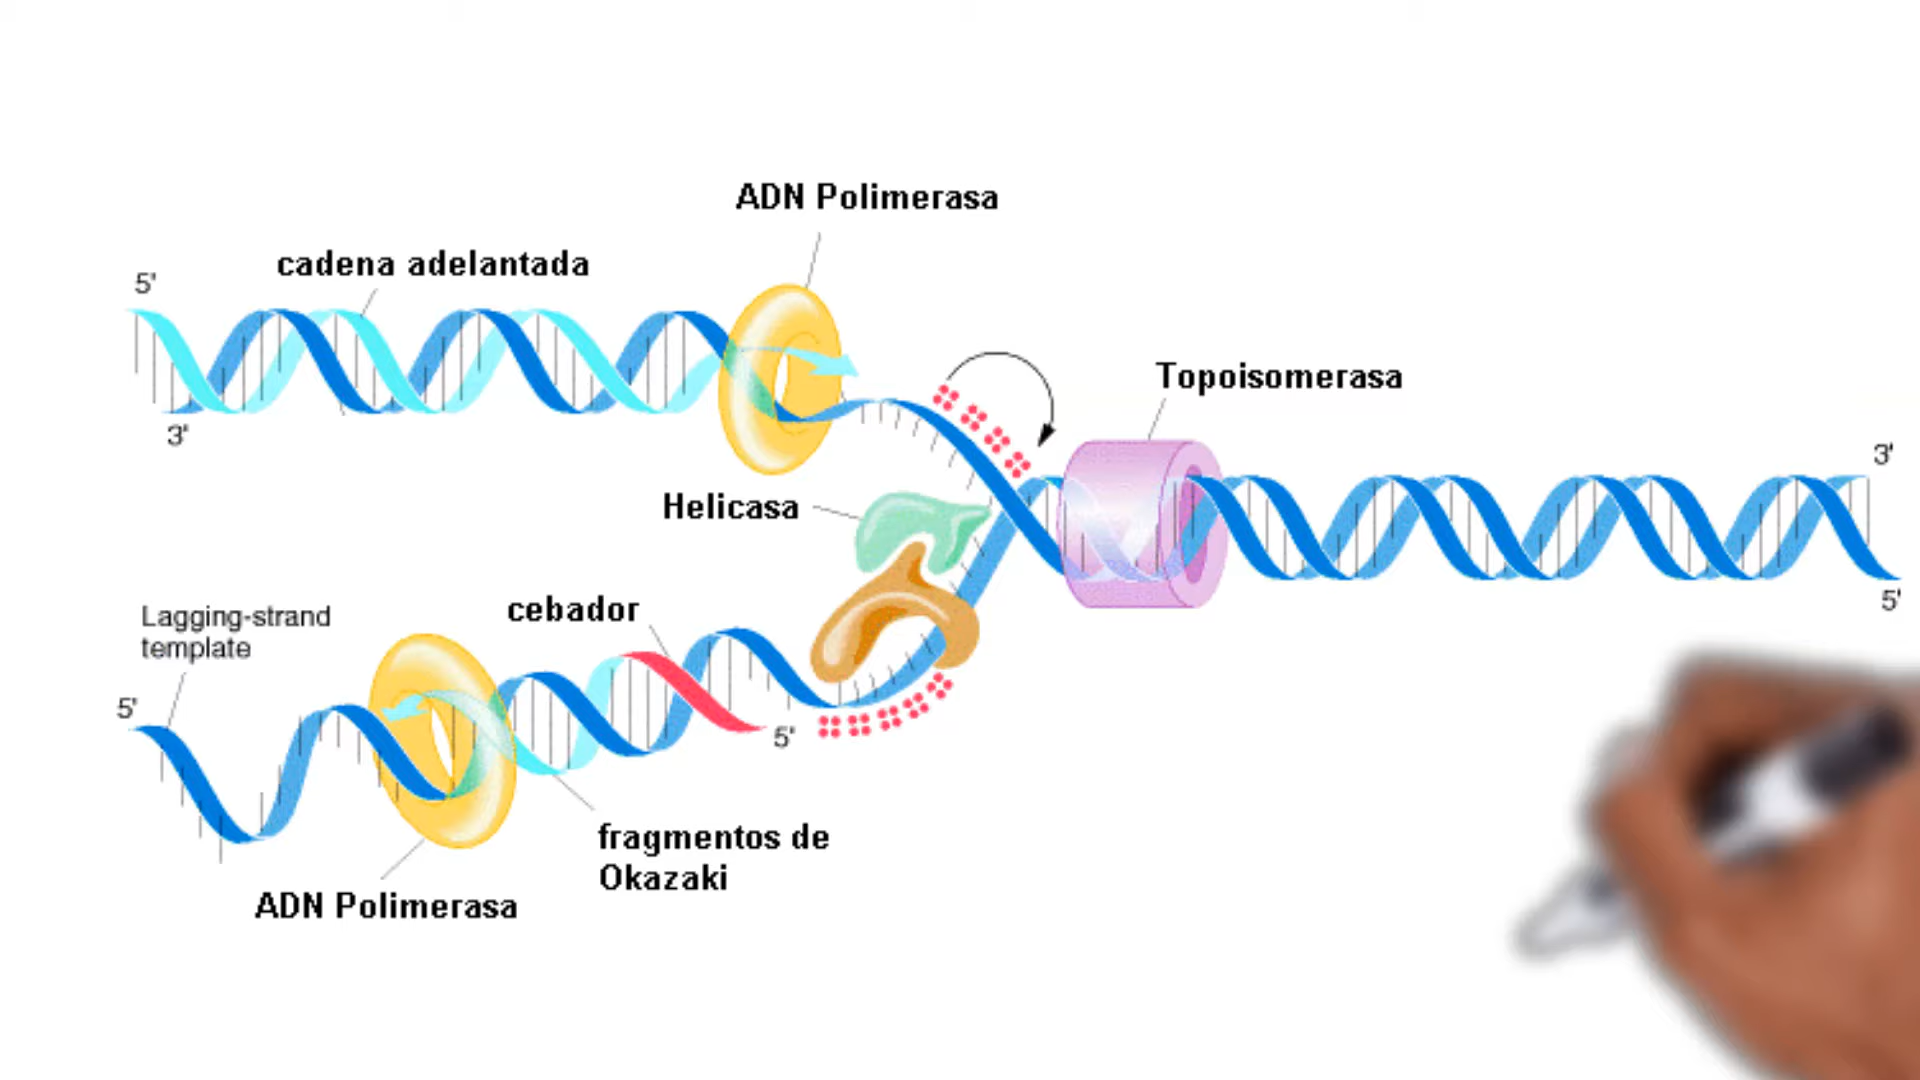 ADN Polimerasa
cadena adelantada
5'
3'
Topoisomerasa
3'
5'
Helicasa
cebador
Lagging-strand
template
5'
5'
fragmentos de
Okazaki
ADN Polimerasa